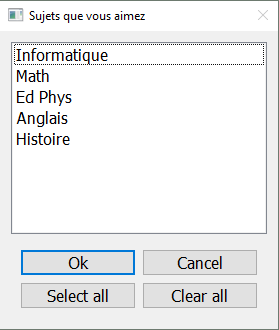 Sujets que vous aimez
Informatique
Math
Ed Phys
Anglais
Histoire
Ok Cancel
Select all Clear all